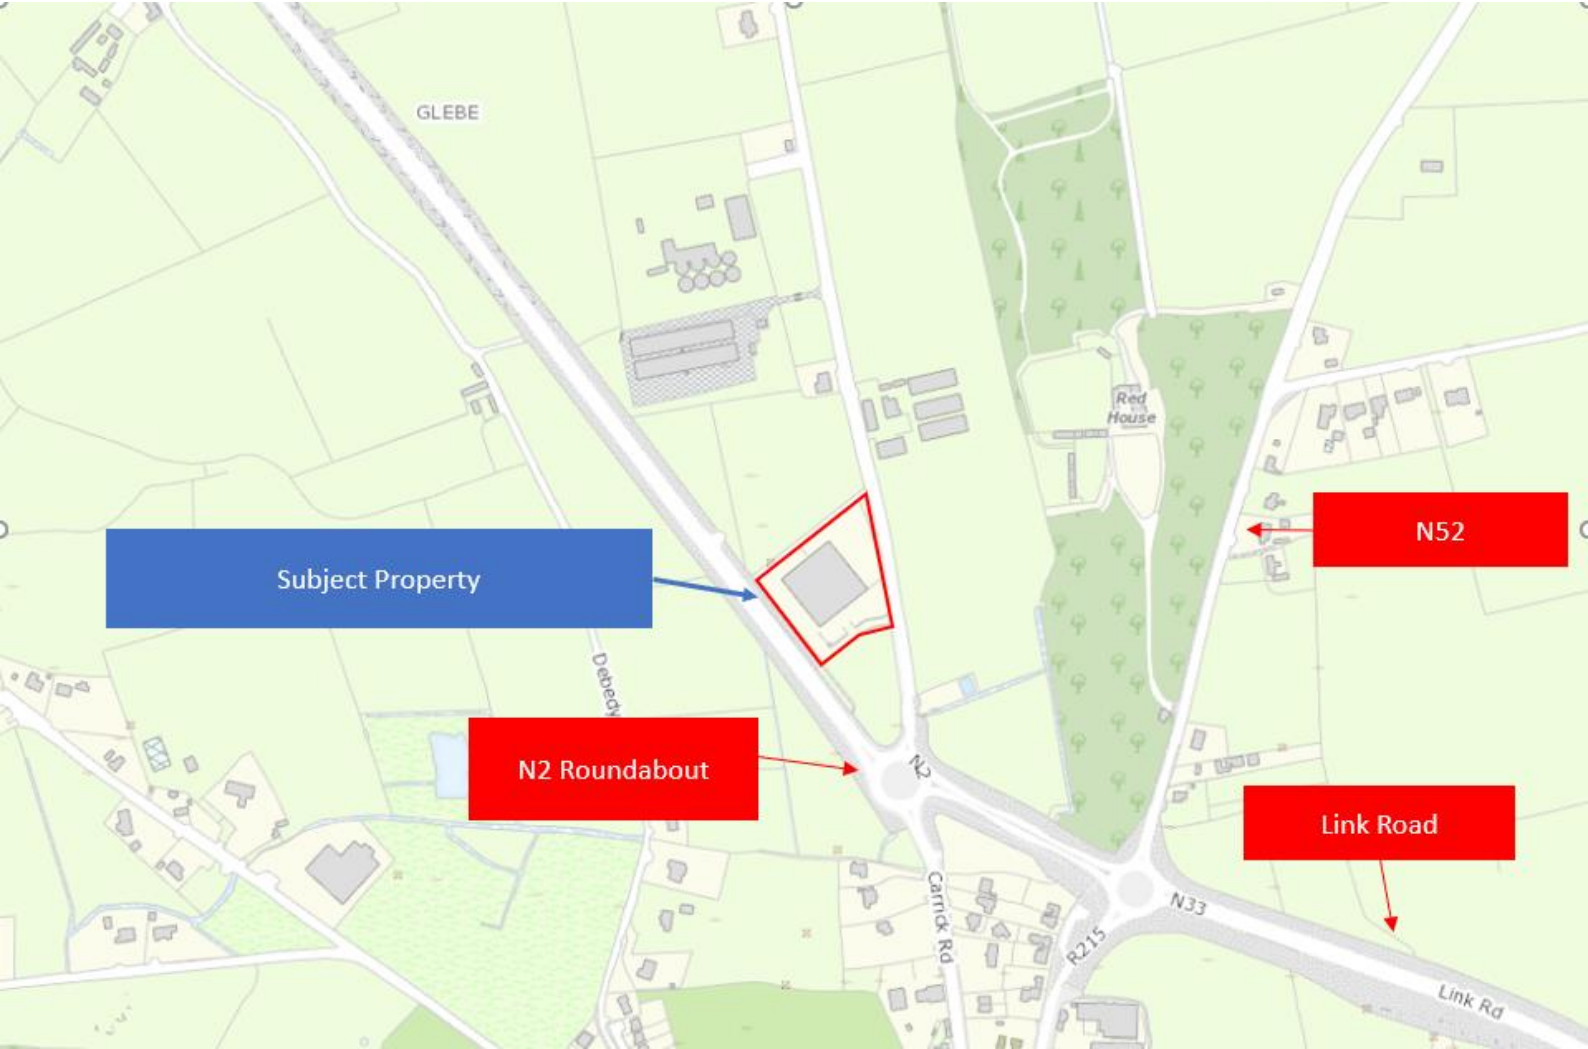 GLEBE
Red
House
N52
Subject Property
Debedy
N2 Roundabout
N2
Link Road
Carrick Rd
N33
R215
Link Rd